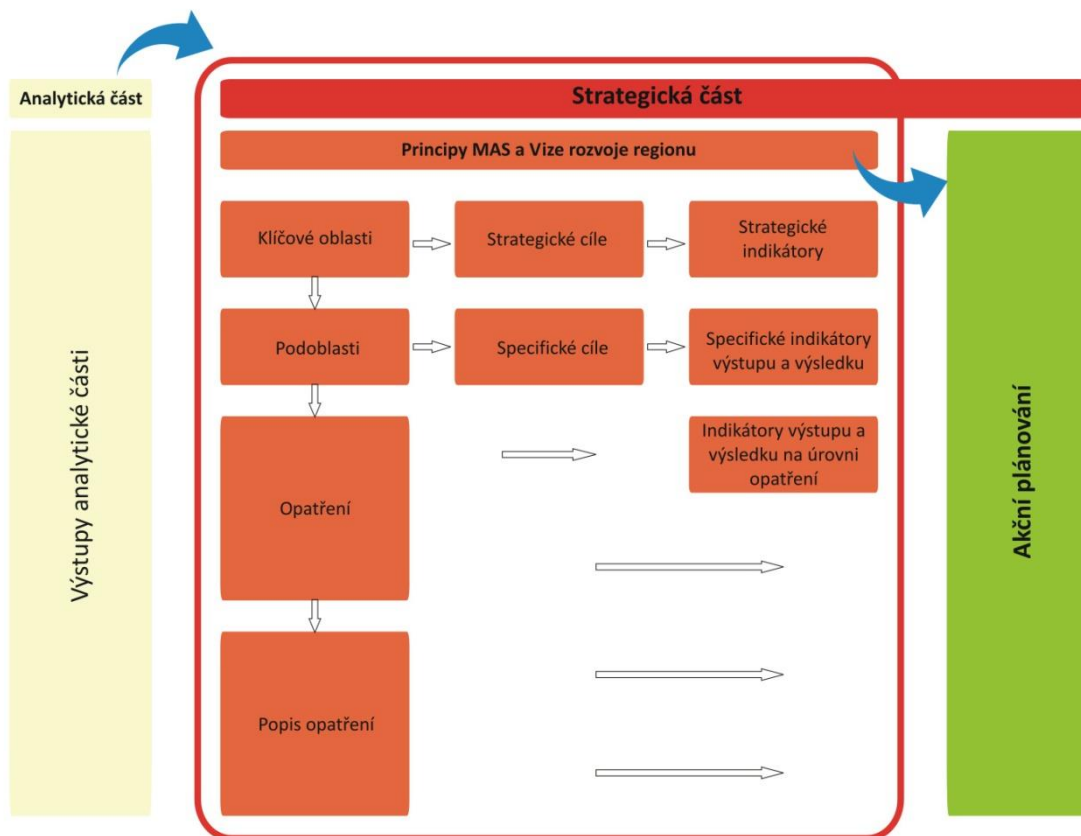 Analytická část
Strategická část
Výstupy analytické části
Principy MAS a Vize rozvoje regionu
Klíčové oblasti
Strategické cíle
Strategické
indikátory
Podoblasti
Specifické cíle
Specifické indikátory
výstupu a výsledku
Opatření
Indikátory výstupu a
výsledku na úrovni
opatření
Popis opatření
Akční plánování